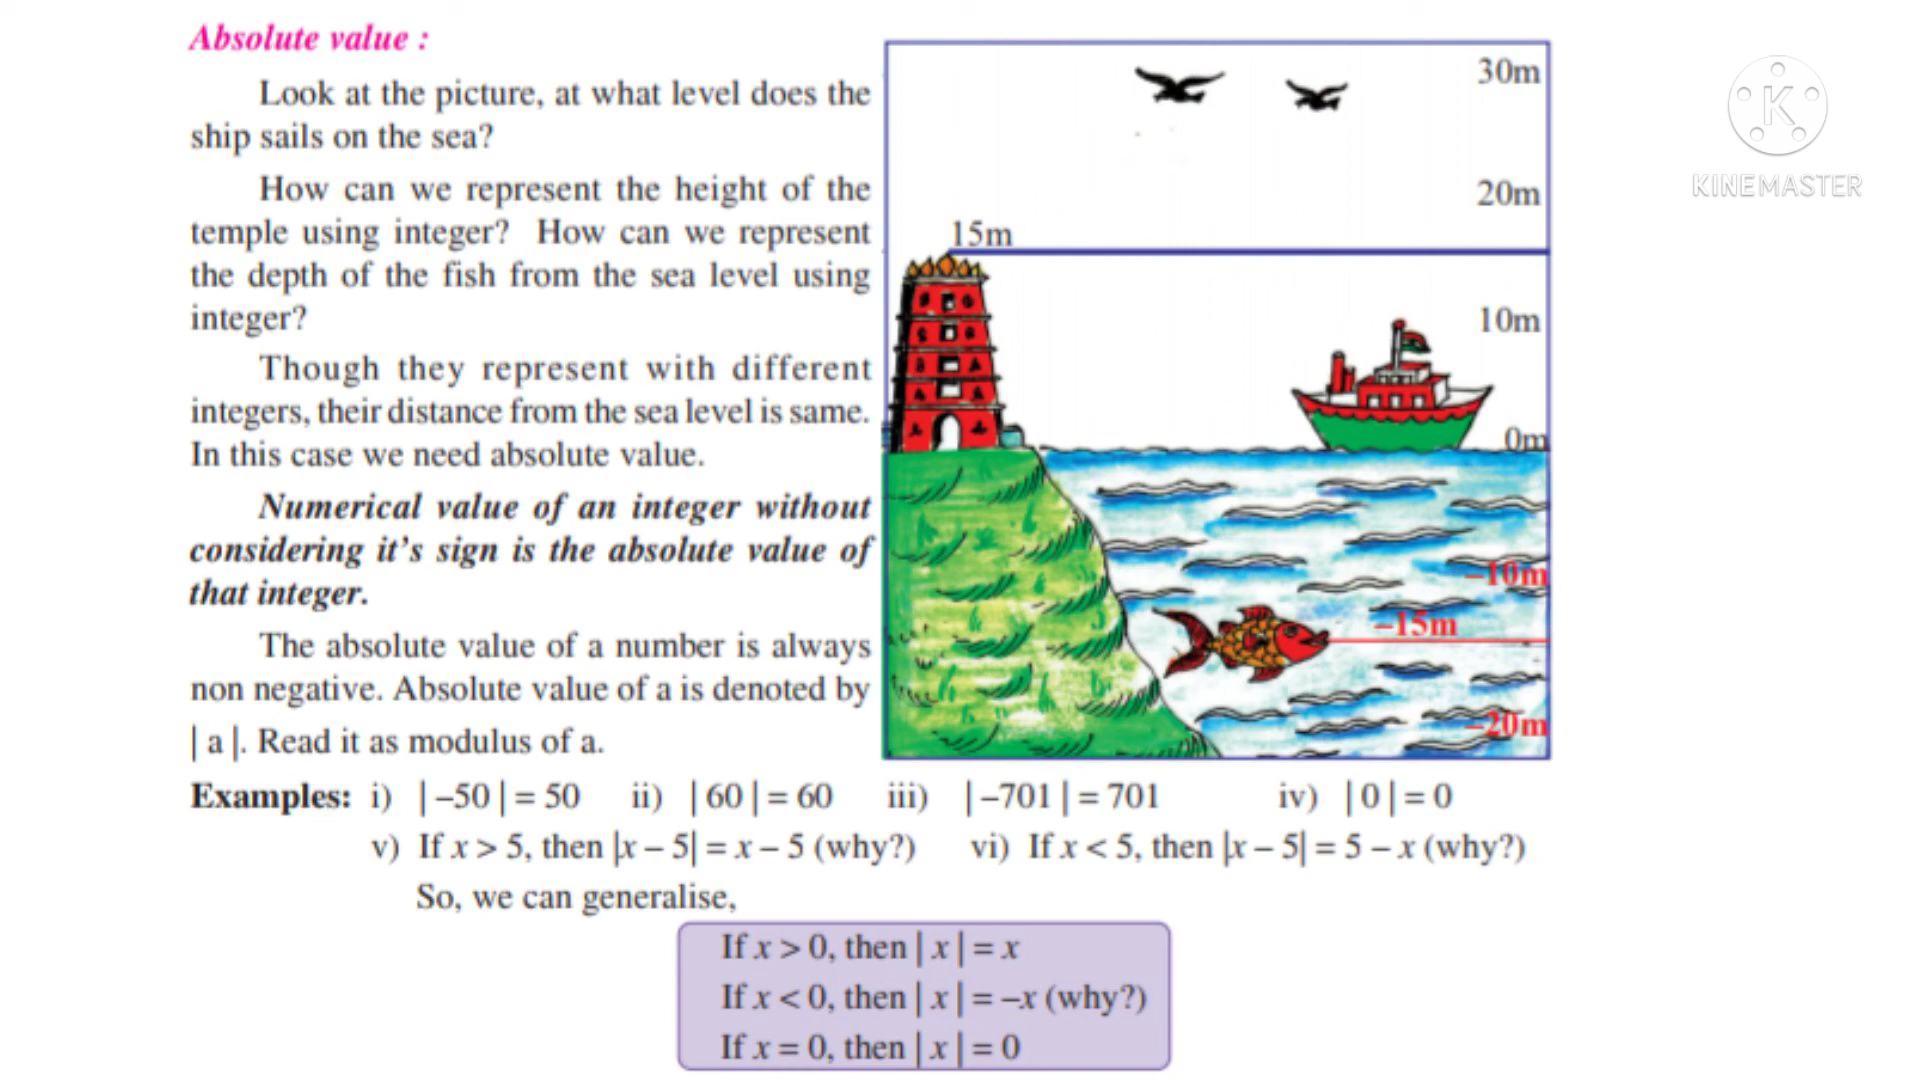 Absolute value :
Look at the picture, at what level does the
ship sails on the sea?
How can we represent the height of the
temple using integer? How can we represent
the depth of the fish from the sea level using
integer?
Though they represent with different
integers, their distance from the sea level is same.
In this case we need absolute value.
Numerical value of an integer without
considering it's sign is the absolute value of
that integer.
The absolute value of a number is always
non negative. Absolute value of a is denoted by
| a |. Read it as modulus of a.
30m
20m
15m
10m
0m
–10m
–15m
–20m
Examples: i) | –50 | = 50 ii) | 60 | = 60 iii) | –701 | = 701 iv) | 0 | = 0
v) If x > 5, then |x – 5| = x – 5 (why?) vi) If x < 5, then |x – 5| = 5 – x (why?)
So, we can generalise,
If x > 0, then | x | = x
If x < 0, then | x | = –x (why?)
If x = 0, then | x | = 0
K
KINEMASTER